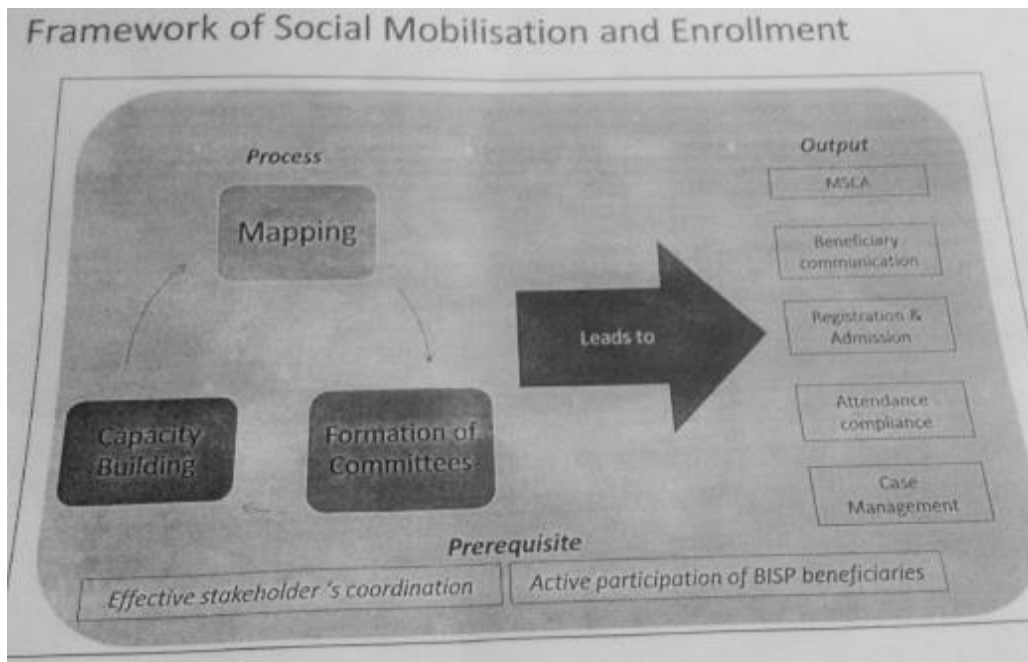 Framework of Social Mobilisation and Enrollment
Process
Mapping
Capacity
Building
Formation of
Committees
Leads to
Output
MSCA
Beneficiary
communication
Registration &
Admission
Attendance
compliance
Case
Management
Prerequisite
Effective stakeholder 's coordination
Active participation of BISP beneficiaries